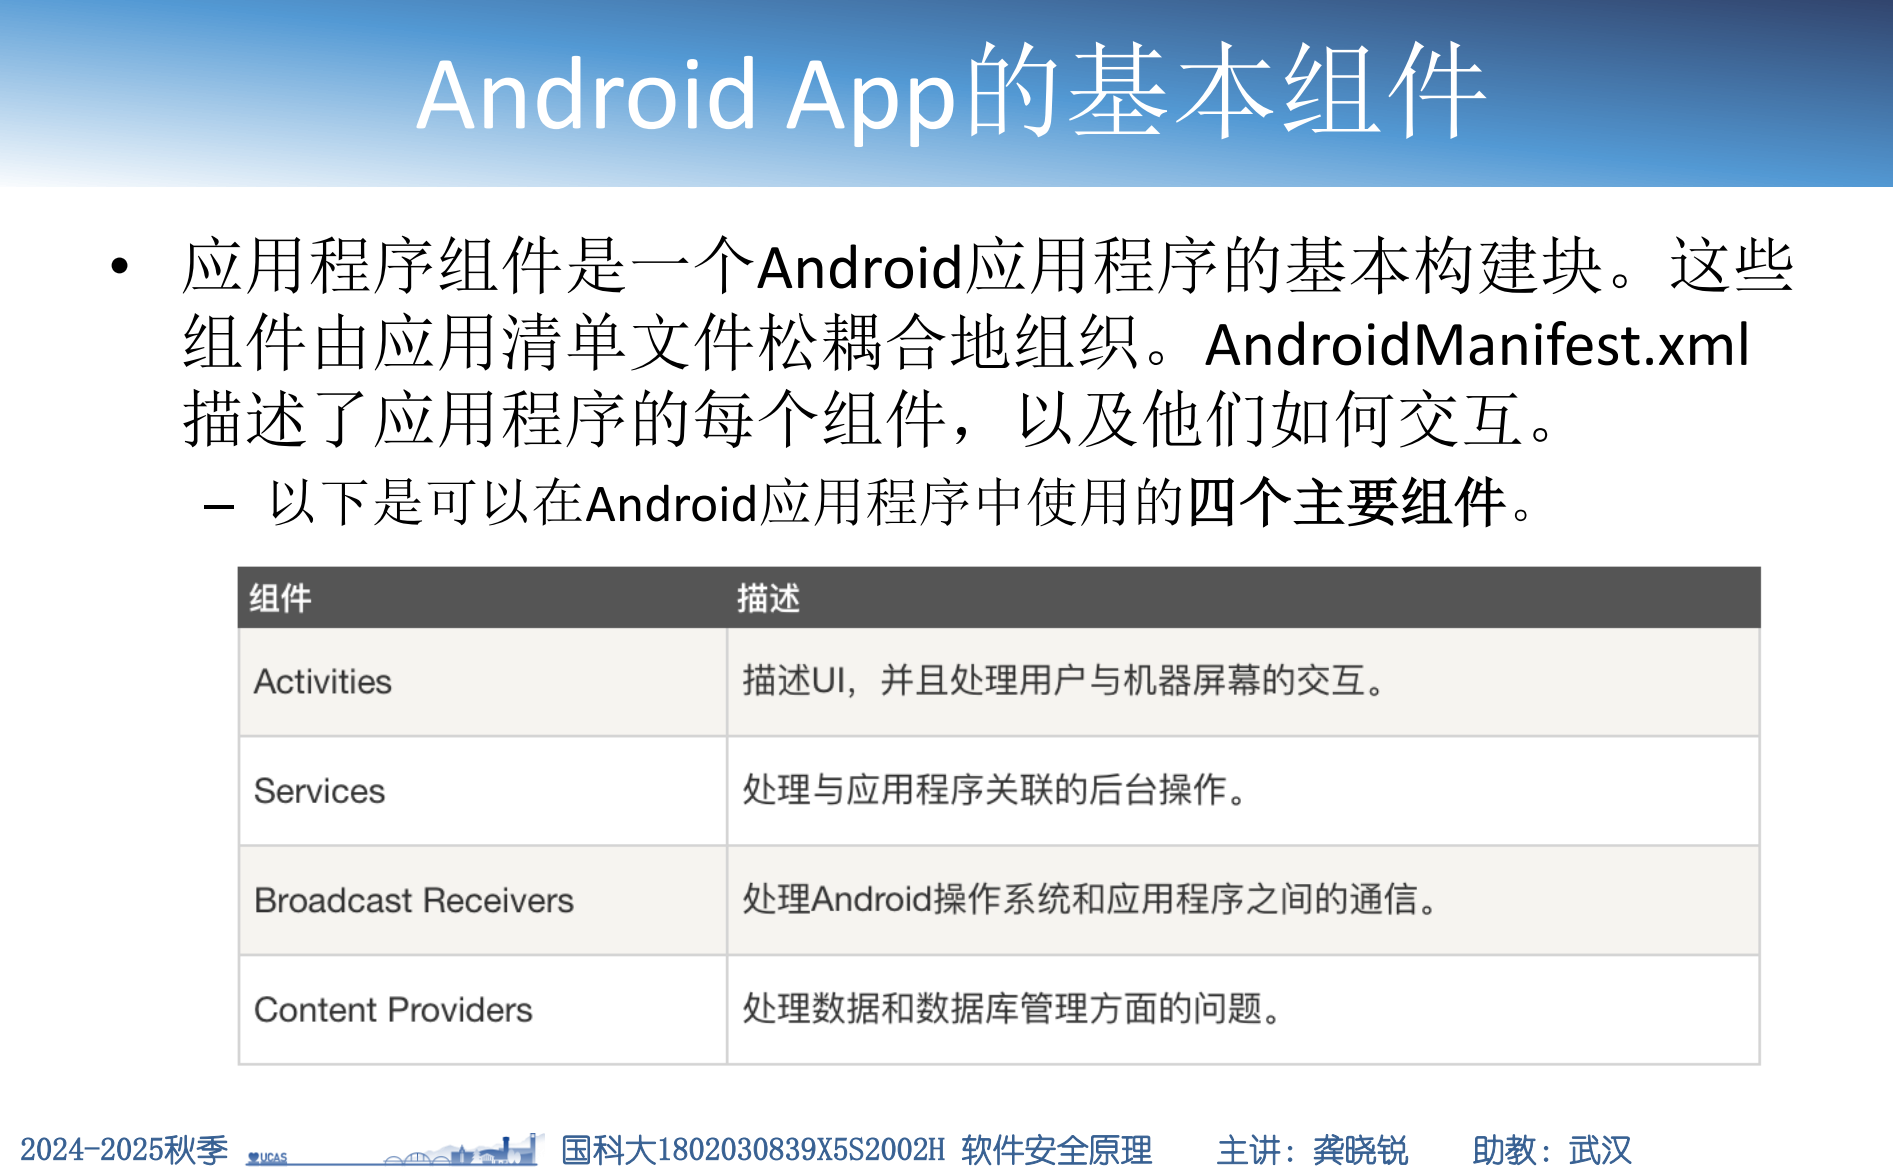 Android App的基本组件
• 应用程序组件是一个Android应用程序的基本构建块。这些
组件由应用清单文件松耦合地组织。AndroidManifest.xml
描述了应用程序的每个组件，以及他们如何交互。
– 以下是可以在Android应用程序中使用的四个主要组件。
组件 描述
Activities 描述UI，并且处理用户与机器屏幕的交互。
Services 处理与应用程序关联的后台操作。
Broadcast Receivers 处理Android操作系统和应用程序之间的通信。
Content Providers 处理数据和数据库管理方面的问题。
2024-2025秋季 UCAS 国科大1802030839X5S2002H 软件安全原理 主讲：龚晓锐 助教：武汉